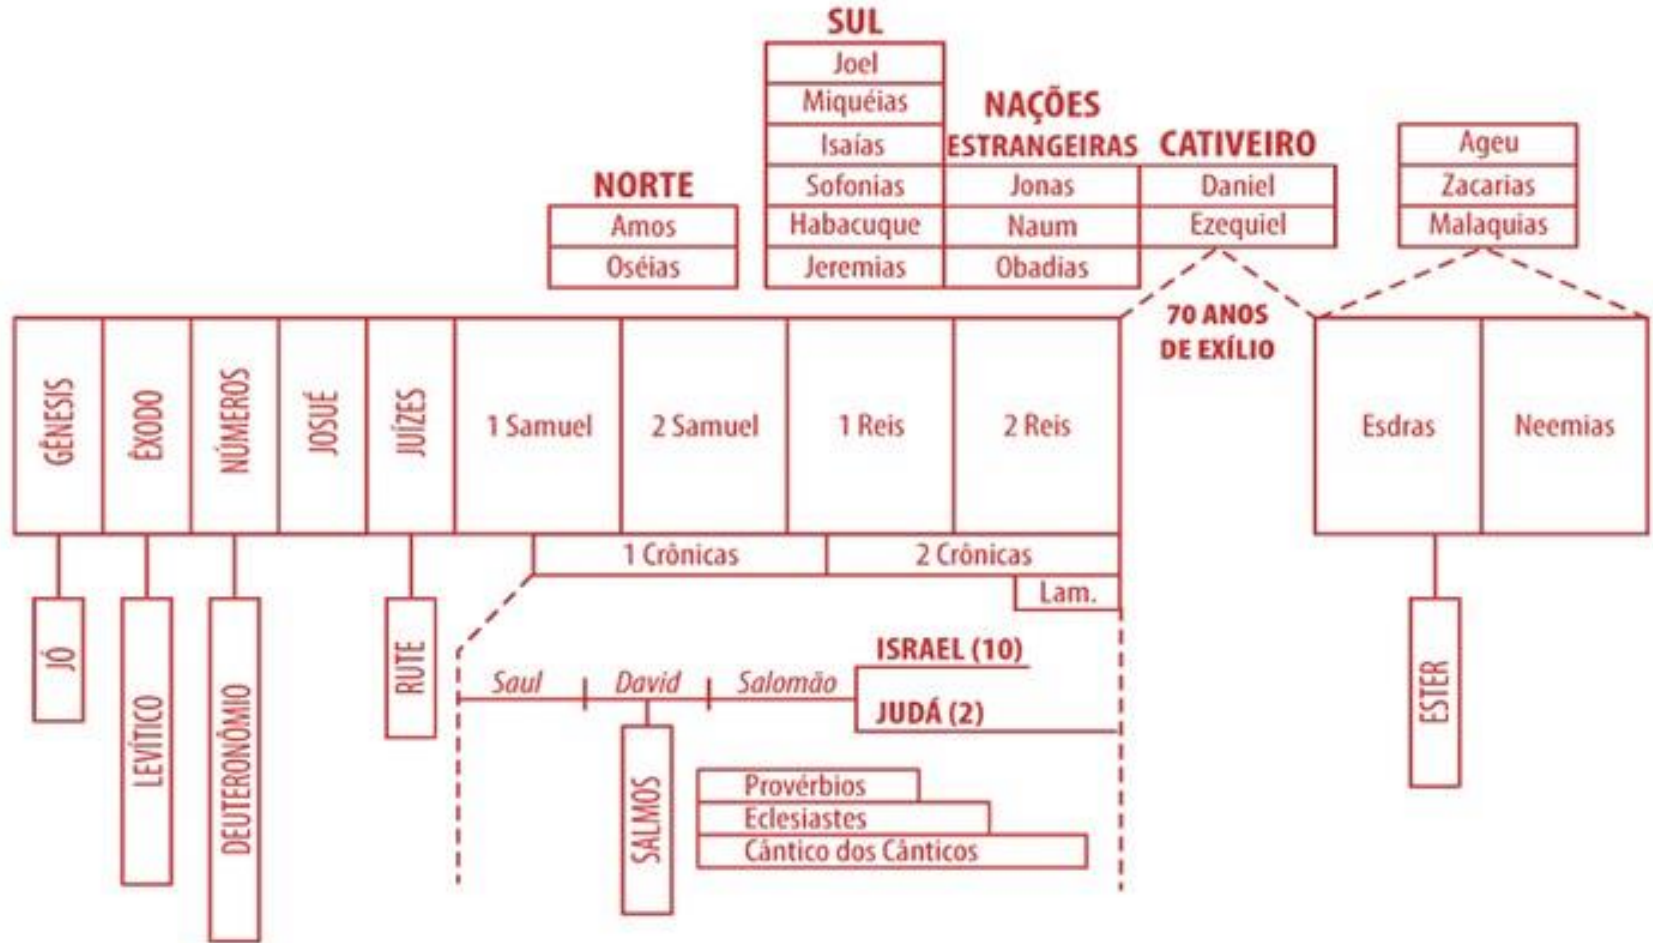 SUL
Joel
Miquéias
Isaías
Sofonias
Habacuque
Jeremias
NAÇÕES
ESTRANGEIRAS
Jonas
Naum
Obadias
CATIVEIRO
Daniel
Ezequiel
Ageu
Zacarias
Malaquias
NORTE
Amos
Oséias
70 ANOS
DE EXÍLIO
GÊNESIS
ÊXODO
NÚMEROS
JOSUÉ
JUÍZES
1 Samuel
2 Samuel
1 Reis
2 Reis
Esdras
Neemias
1 Crônicas
2 Crônicas
Lam.
JÓ
LEVÍTICO
DEUTERONÔMIO
RUTE
Saul
David
Salomão
ISRAEL (10)
JUDÁ (2)
SALMOS
Provérbios
Eclesiastes
Cântico dos Cânticos
ESTER